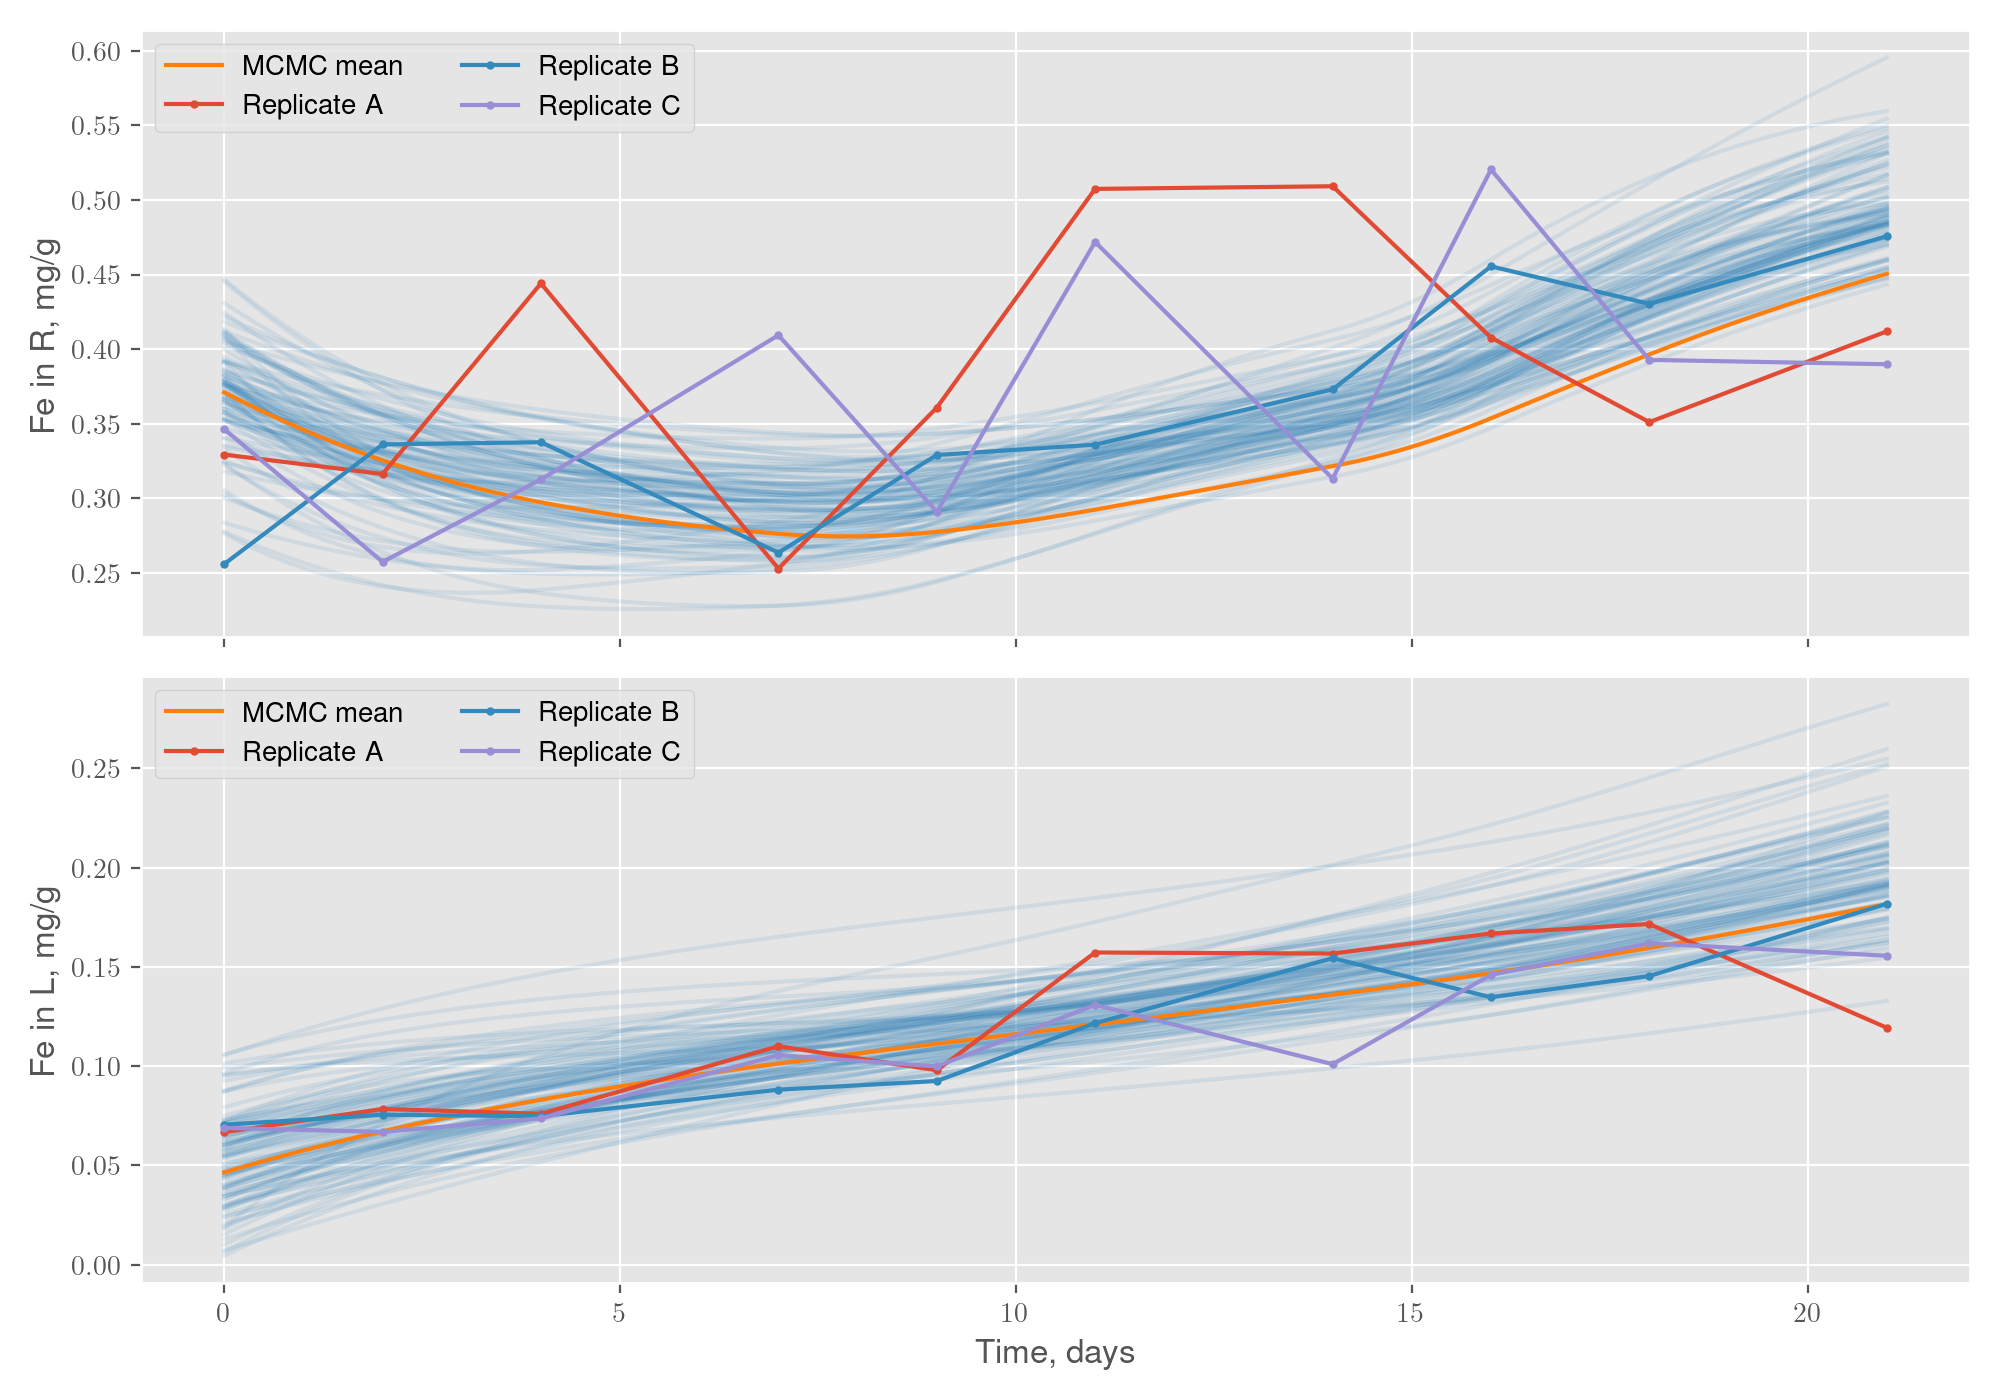 0.60
0.55
0.50
0.45
0.40
0.35
0.30
0.25
Fe in R, mg/g
MCMC mean
Replicate A
Replicate B
Replicate C
0.25
0.20
0.15
0.10
0.05
0.00
Fe in L, mg/g
MCMC mean
Replicate A
Replicate B
Replicate C
0 5 10 15 20
Time, days